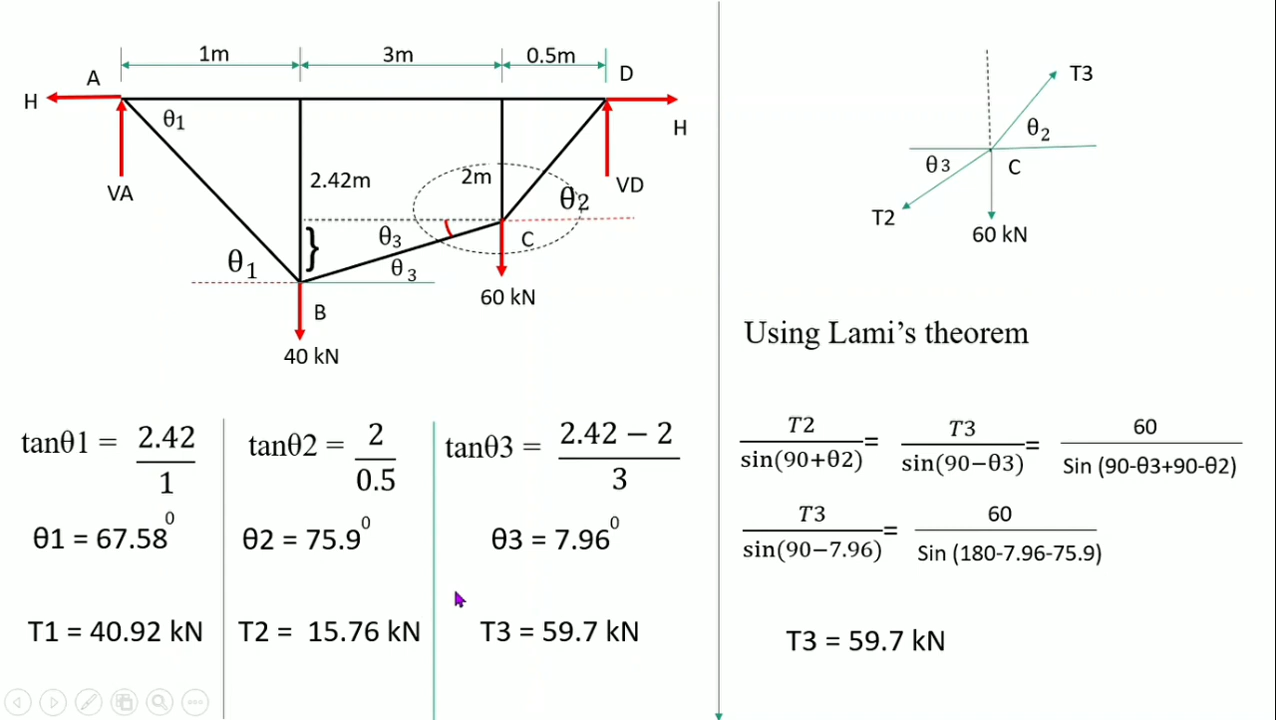 1m 3m 0.5m
A D
H H
θ1
VA 2.42m 2m VD
θ2
θ3 C
θ1 } θ3
60 kN
B
40 kN
tanθ1 = 2.42 / 1
θ1 = 67.58⁰
T1 = 40.92 kN
tanθ2 = 2 / 0.5
θ2 = 75.9⁰
T2 = 15.76 kN
tanθ3 = 2.42 − 2 / 3
θ3 = 7.96⁰
T3 = 59.7 kN
T3
θ2
θ3 C
T2
60 kN
Using Lami’s theorem
T2 / sin(90+θ2) = T3 / sin(90−θ3) = 60 / Sin (90-θ3+90-θ2)
T3 / sin(90−7.96) = 60 / Sin (180-7.96-75.9)
T3 = 59.7 kN